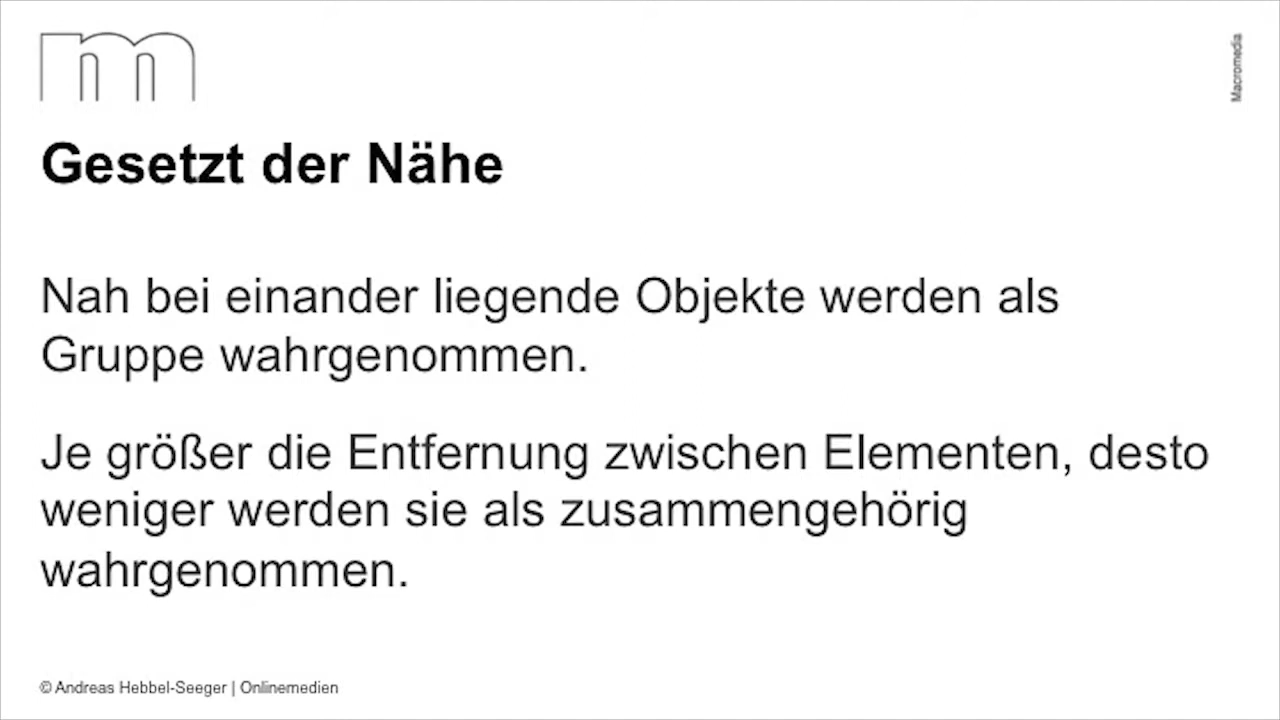 m
Macromedia
Gesetzt der Nähe
Nah bei einander liegende Objekte werden als
Gruppe wahrgenommen.
Je größer die Entfernung zwischen Elementen, desto
weniger werden sie als zusammengehörig
wahrgenommen.
© Andreas Hebbel-Seeger | Onlinemedien